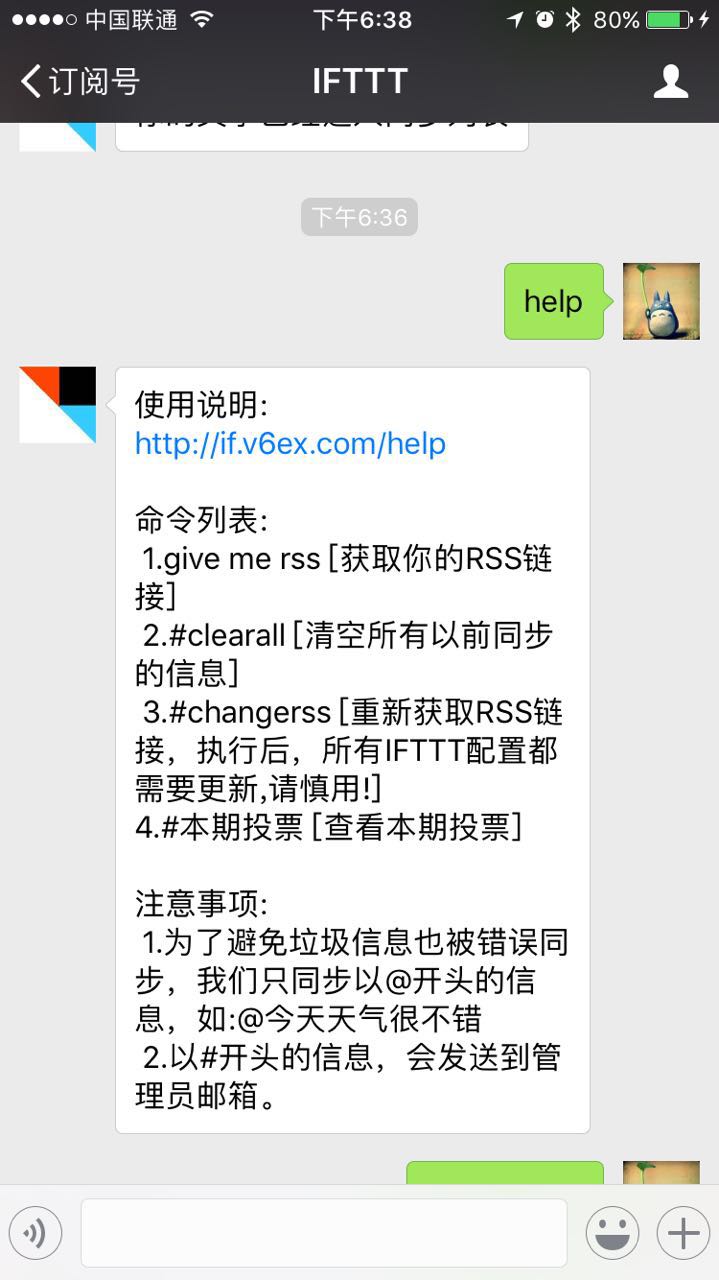 中国联通
下午6:38
80%
订阅号
IFTTT
下午6:36
help
使用说明:
http://if.v6ex.com/help
命令列表:
1.give me rss [获取你的RSS链
接]
2.#clearall [清空所有以前同步
的信息]
3.#changerss [重新获取RSS链
接，执行后，所有IFTTT配置都
需要更新,请慎用!]
4.#本期投票 [查看本期投票]
注意事项:
1.为了避免垃圾信息也被错误同
步，我们只同步以@开头的信
息，如:@今天天气很不错
2.以#开头的信息，会发送到管
理员邮箱。